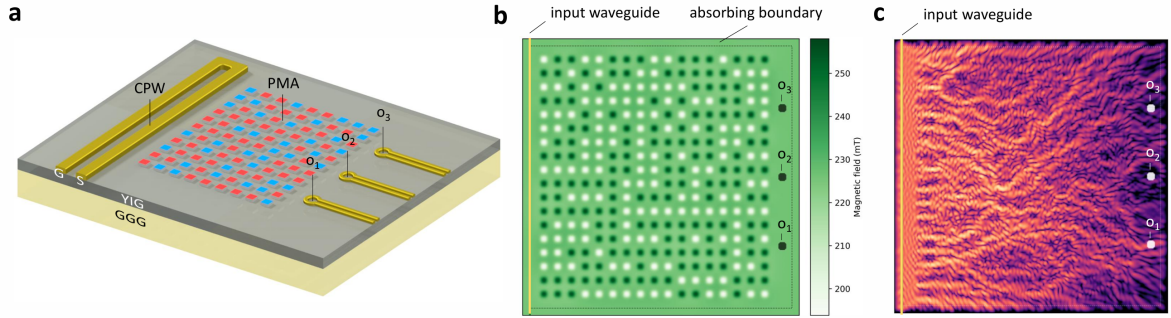 a
CPW
PMA
O1
O2
O3
G
S
YIG
GGG
b
input waveguide
absorbing boundary
O3
O2
O1
250
240
230
220
210
200
Magnetic field (mT)
c
input waveguide
O3
O2
O1